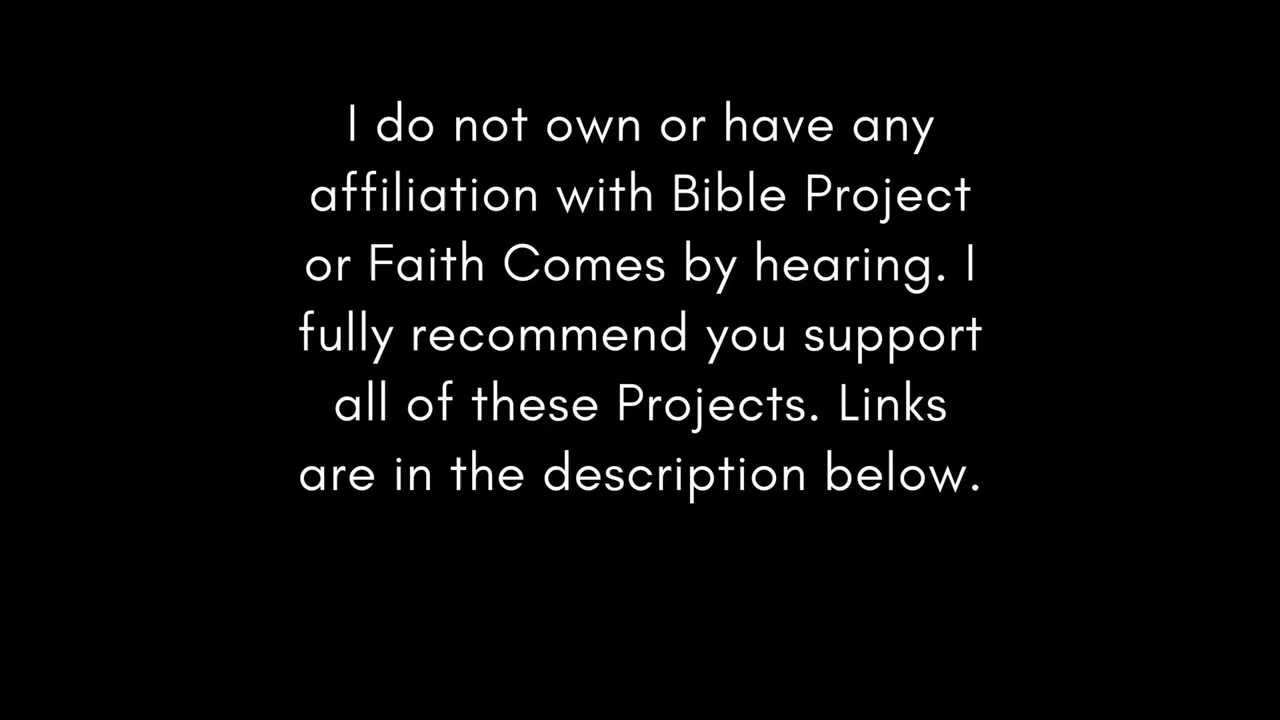 I do not own or have any
affiliation with Bible Project
or Faith Comes by hearing. I
fully recommend you support
all of these Projects. Links
are in the description below.